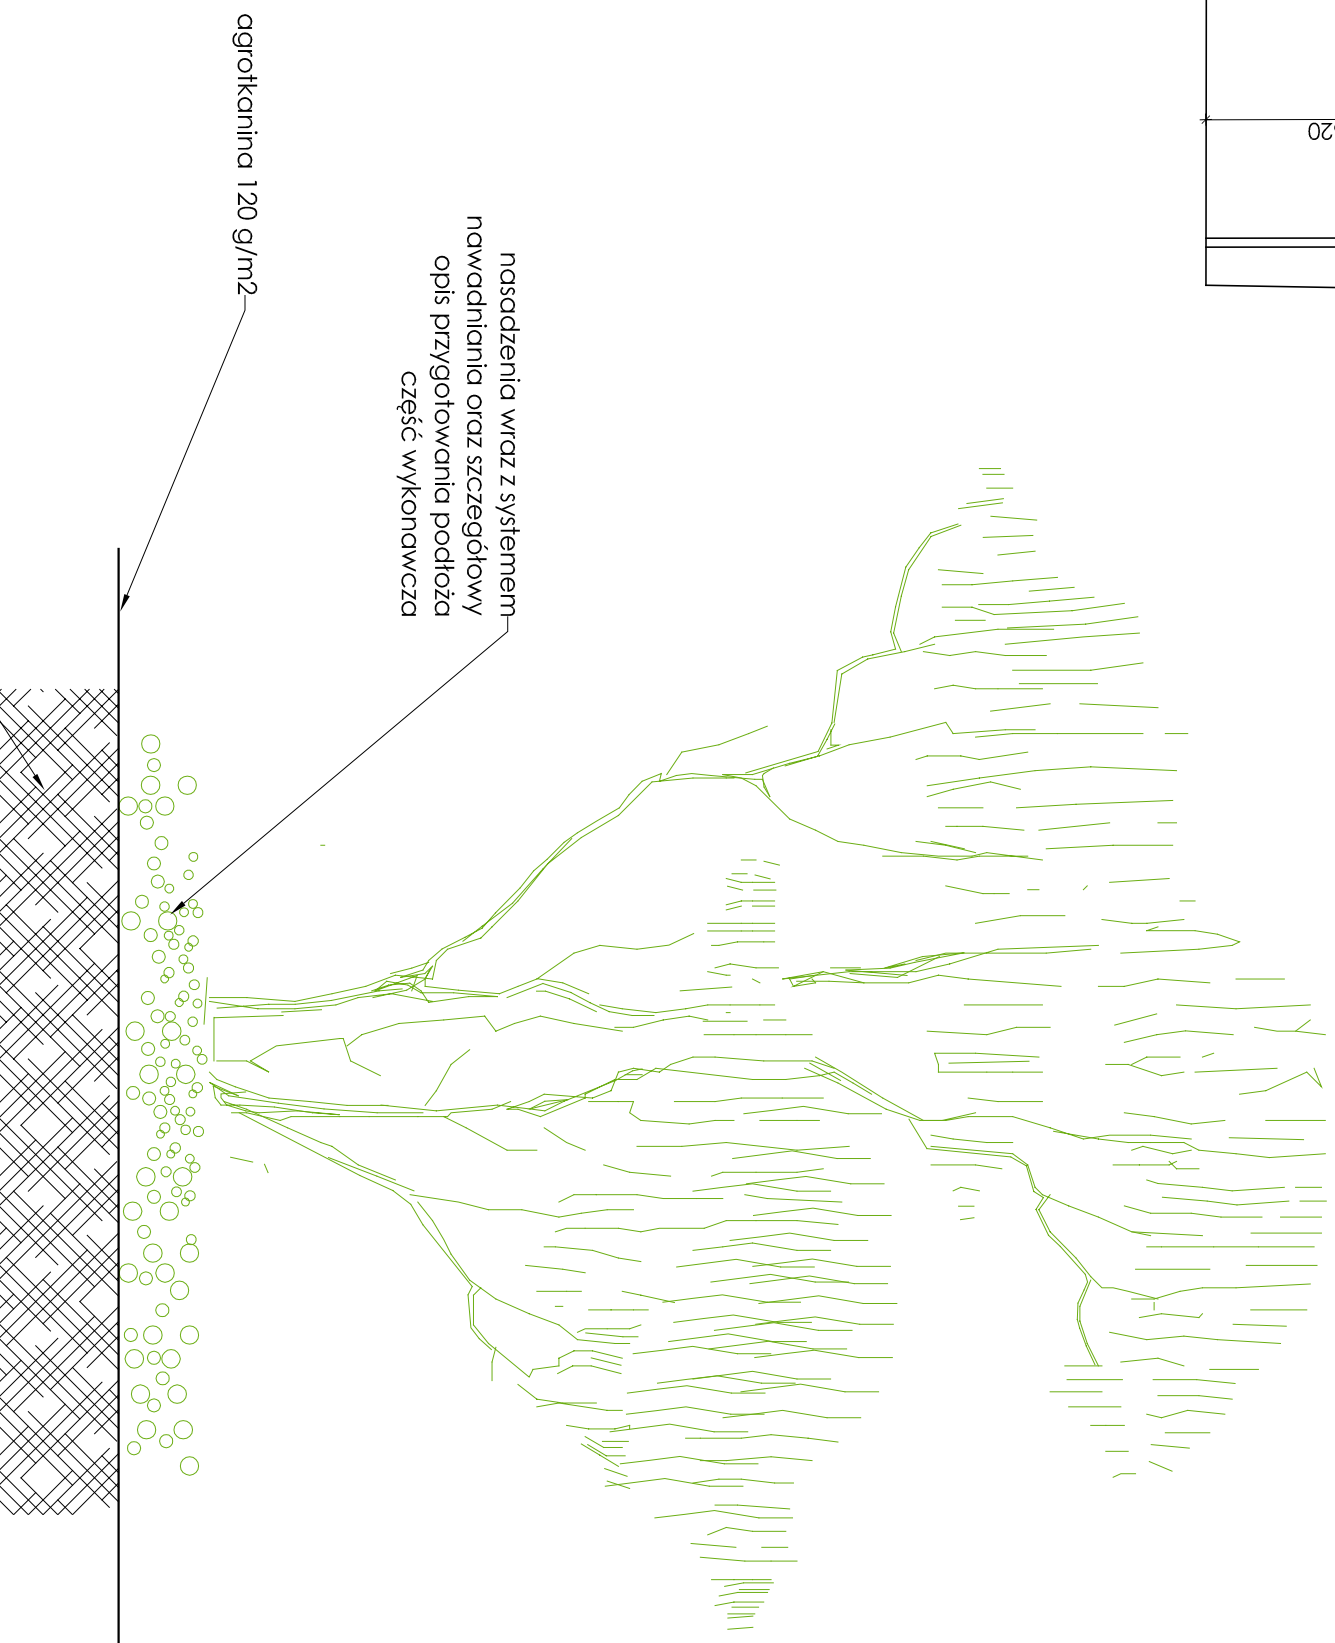 agrotkanina 120 g/m2
nasadzenia wraz z systemem
nawadniania oraz szczegółowy
opis przygotowania podłoża
część wykonawcza